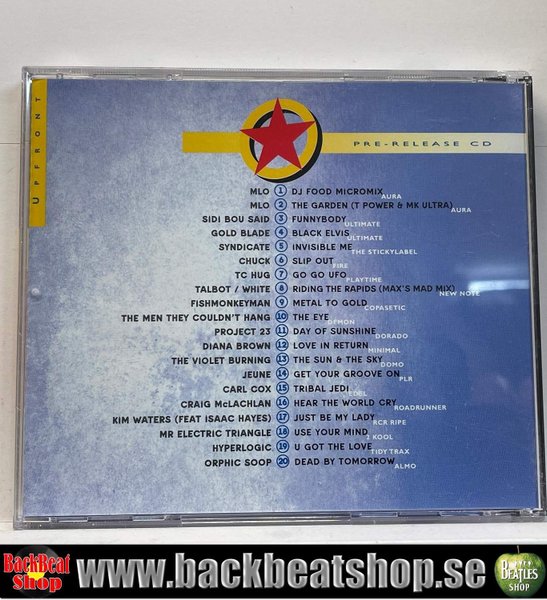 UPFRONT
PRE-RELEASE CD
MLO 1 DJ FOOD MICROMIX
AURA
MLO 2 THE GARDEN (T POWER & MK ULTRA)
AURA
SIDI BOU SAID 3 FUNNYBODY
ULTIMATE
GOLD BLADE 4 BLACK ELVIS
ULTIMATE
SYNDICATE 5 INVISIBLE ME
THE STICKYLABEL
CHUCK 6 SLIP OUT
FIRE
TC HUG 7 GO GO UFO
PLAYTIME
TALBOT / WHITE 8 RIDING THE RAPIDS (MAX'S MAD MIX)
NEW NOTE
FISHMONKEYMAN 9 METAL TO GOLD
COPASETIC
THE MEN THEY COULDN'T HANG 10 THE EYE
DEMON
PROJECT 23 11 DAY OF SUNSHINE
DORADO
DIANA BROWN 12 LOVE IN RETURN
MINIMAL
THE VIOLET BURNING 13 THE SUN & THE SKY
DOMO
JEUNE 14 GET YOUR GROOVE ON
PLR
CARL COX 15 TRIBAL JEDI
EDEL
CRAIG McLACHLAN 16 HEAR THE WORLD CRY
ROADRUNNER
KIM WATERS (FEAT ISAAC HAYES) 17 JUST BE MY LADY
RCR RIPE
MR ELECTRIC TRIANGLE 18 USE YOUR MIND
2 KOOL
HYPERLOGIC 19 U GOT THE LOVE
TIDY TRAX
ORPHIC SOOP 20 DEAD BY TOMORROW
ALMO
BackBeat
Shop
www.backbeatshop.se
THE
BEATLES
SHOP